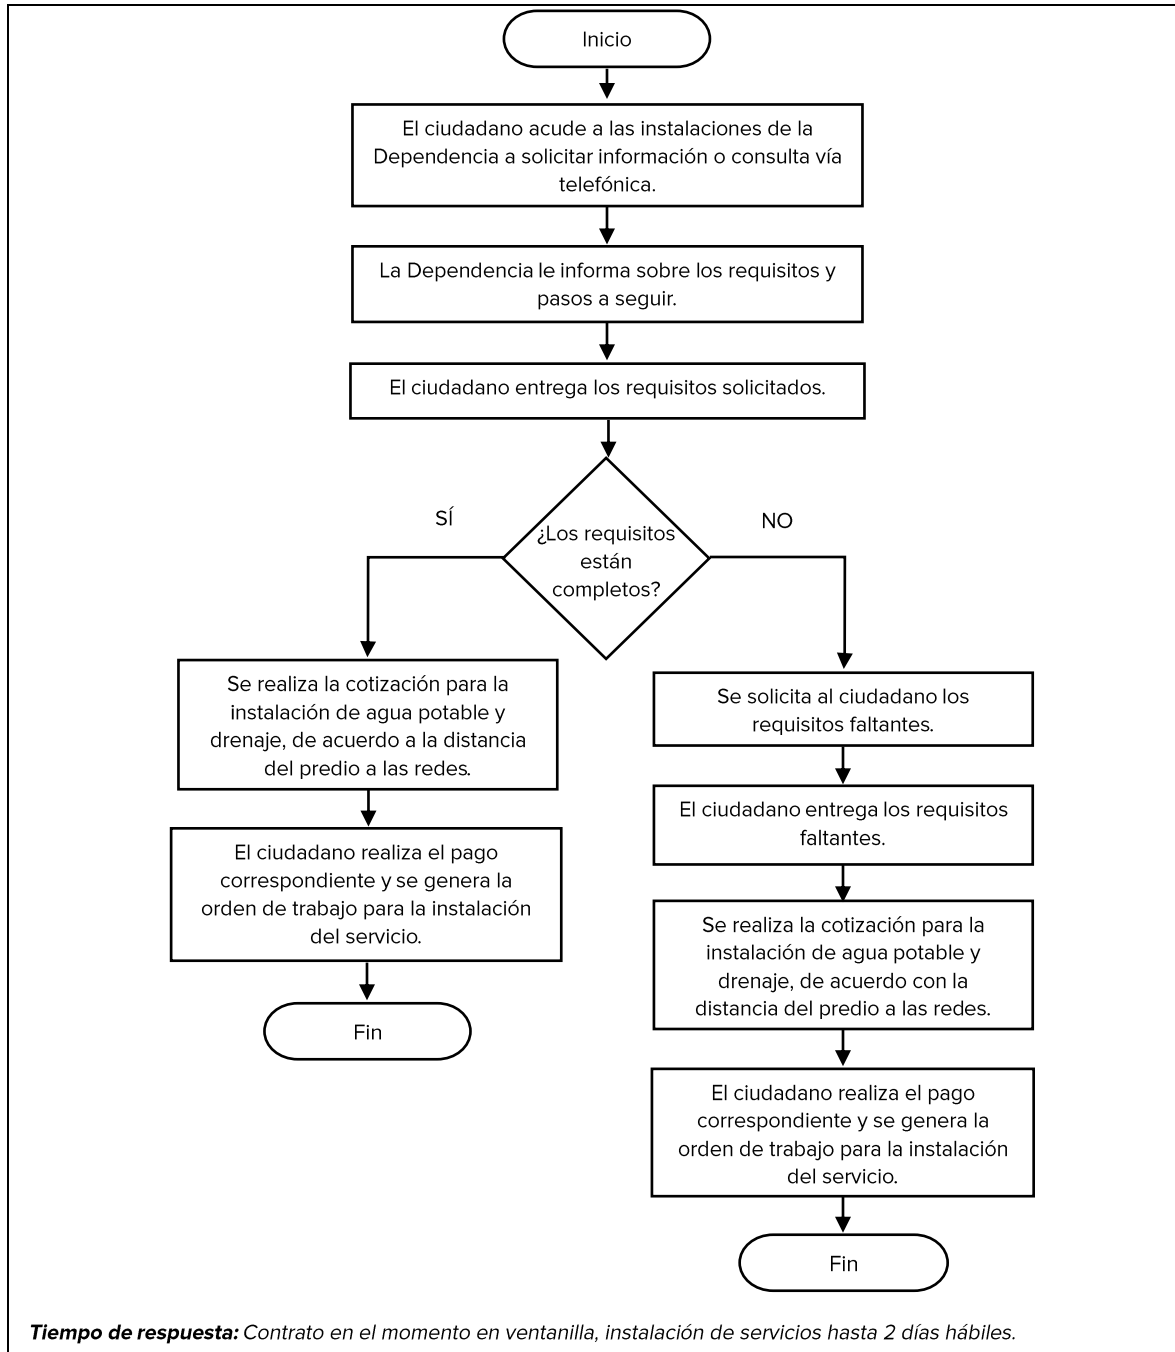 Inicio
El ciudadano acude a las instalaciones de la
Dependencia a solicitar información o consulta vía
telefónica.
La Dependencia le informa sobre los requisitos y
pasos a seguir.
El ciudadano entrega los requisitos solicitados.
¿Los requisitos
están
completos?
SÍ
NO
Se realiza la cotización para la
instalación de agua potable y
drenaje, de acuerdo a la distancia
del predio a las redes.
El ciudadano realiza el pago
correspondiente y se genera la
orden de trabajo para la instalación
del servicio.
Fin
Se solicita al ciudadano los
requisitos faltantes.
El ciudadano entrega los requisitos
faltantes.
Se realiza la cotización para la
instalación de agua potable y
drenaje, de acuerdo con la
distancia del predio a las redes.
El ciudadano realiza el pago
correspondiente y se genera la
orden de trabajo para la instalación
del servicio.
Fin
Tiempo de respuesta: Contrato en el momento en ventanilla, instalación de servicios hasta 2 días hábiles.